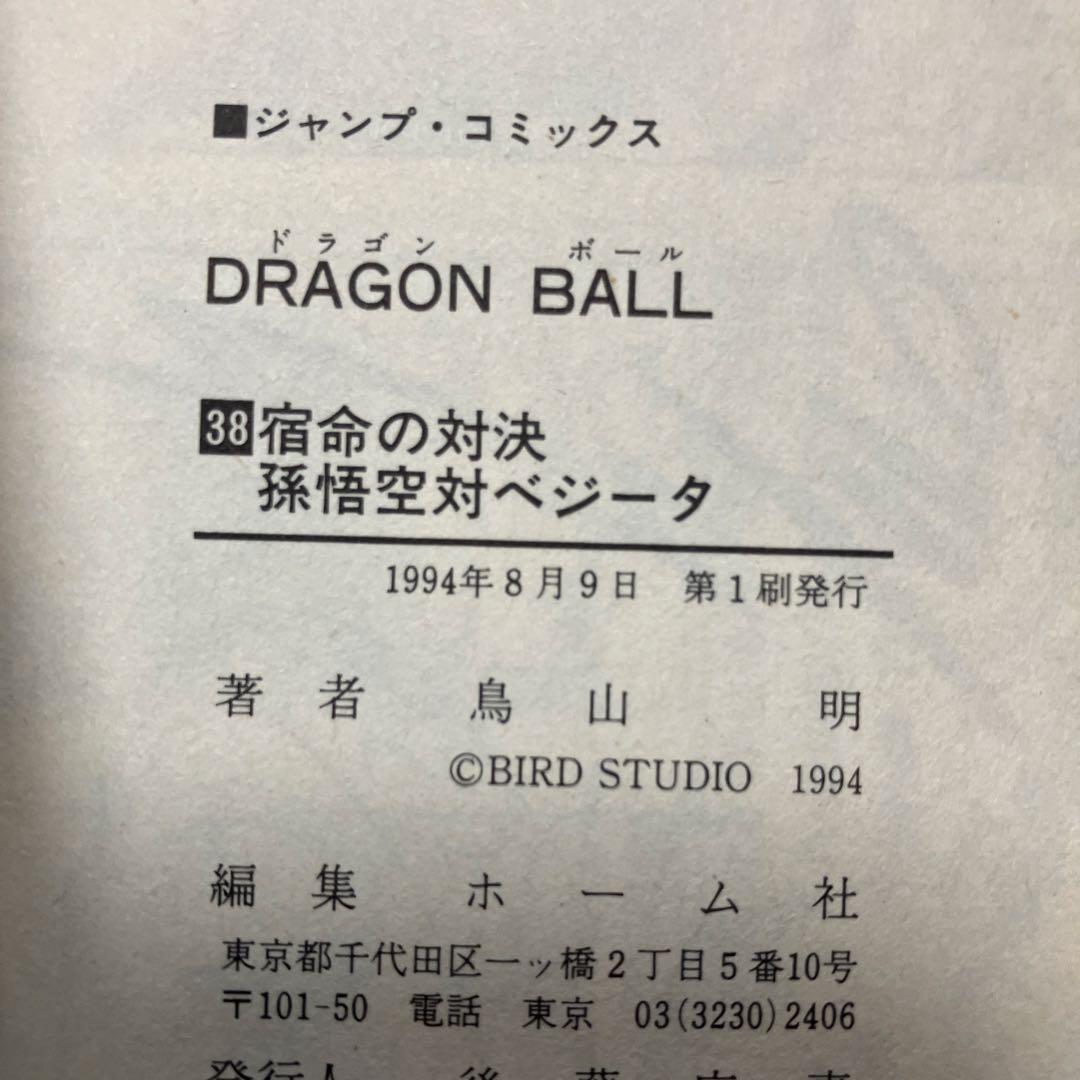 ■ジャンプ・コミックス
ドラゴン ボール
DRAGON BALL
38 宿命の対決
孫悟空対ベジータ
1994年8月9日 第1刷発行
著者 鳥山 明
©BIRD STUDIO 1994
編集 ホーム社
東京都千代田区一ッ橋2丁目5番10号
〒101-50 電話 東京 03(3230)2406
発行人